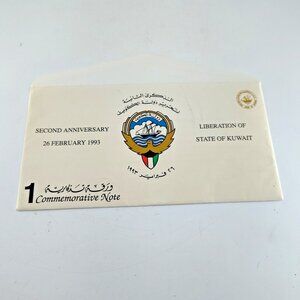 الذكرى الثانية
لتحرير دولة الكويت
SECOND ANNIVERSARY
26 FEBRUARY 1993
LIBERATION OF
STATE OF KUWAIT
٢٦ فبراير ١٩٩٣
1 ورقة تذكارية
Commemorative Note